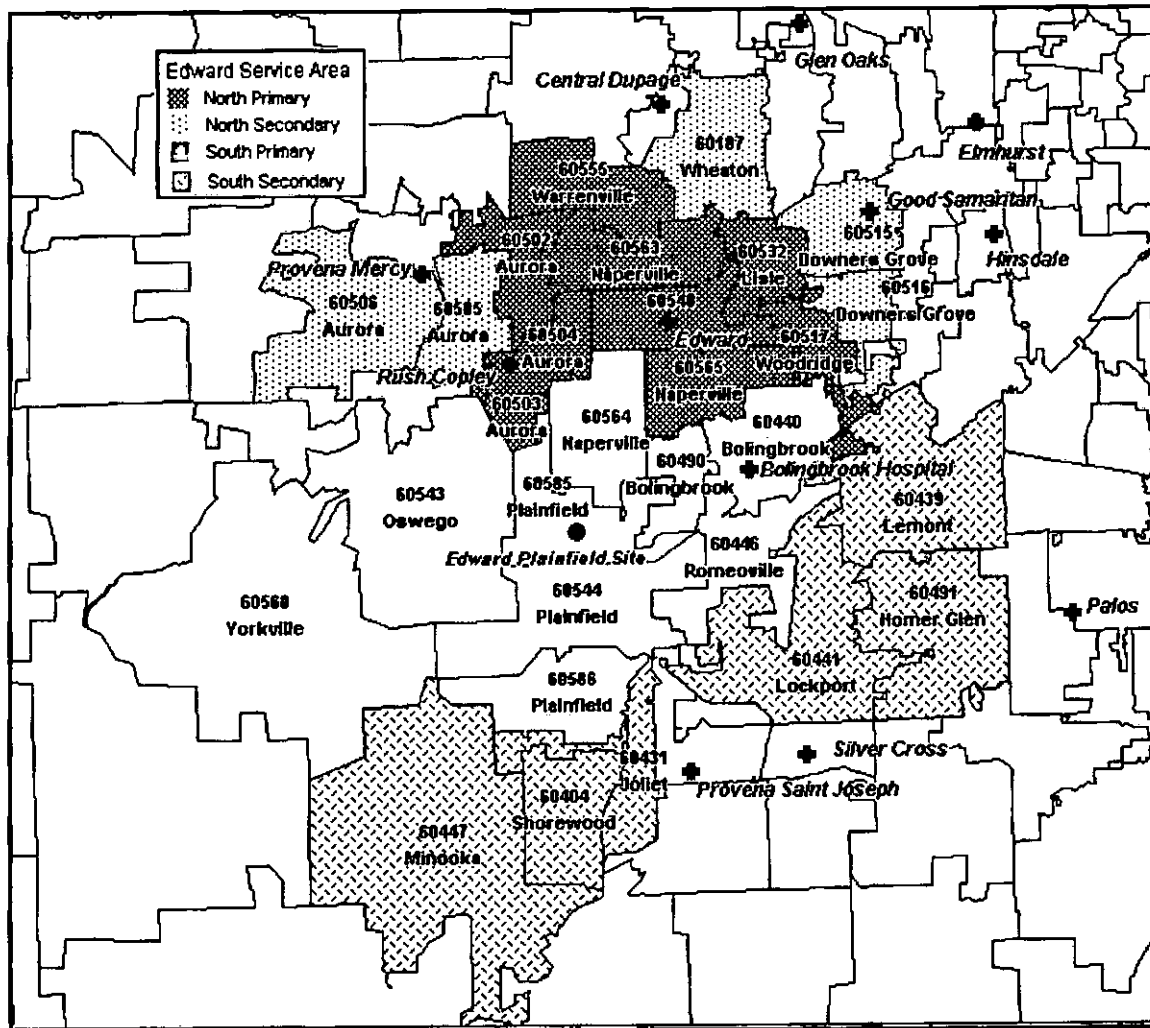 Edward Service Area
North Primary
North Secondary
South Primary
South Secondary
Glen Oaks
Central Dupage
60187
Wheaton
Elmhurst
60555
Warrenville
Good Samaritan
60515
Downers Grove
Hinsdale
60502
Aurora
60563
Naperville
60532
Lisle
Provena Mercy
60506
Aurora
60505
Aurora
60516
Downers Grove
60540
Edward
60504
Aurora
60517
Woodridge
Rush Copley
60565
Naperville
60503
Aurora
60564
Naperville
60440
Bolingbrook
60490
Bolingbrook
Bolingbrook Hospital
60543
Oswego
60585
Plainfield
60439
Lemont
Edward Plainfield Site
60446
Romeoville
60544
Plainfield
60560
Yorkville
60491
Homer Glen
Palos
60441
Lockport
60586
Plainfield
60431
Joliet
Silver Cross
Provena Saint Joseph
60404
Shorewood
60447
Minooka